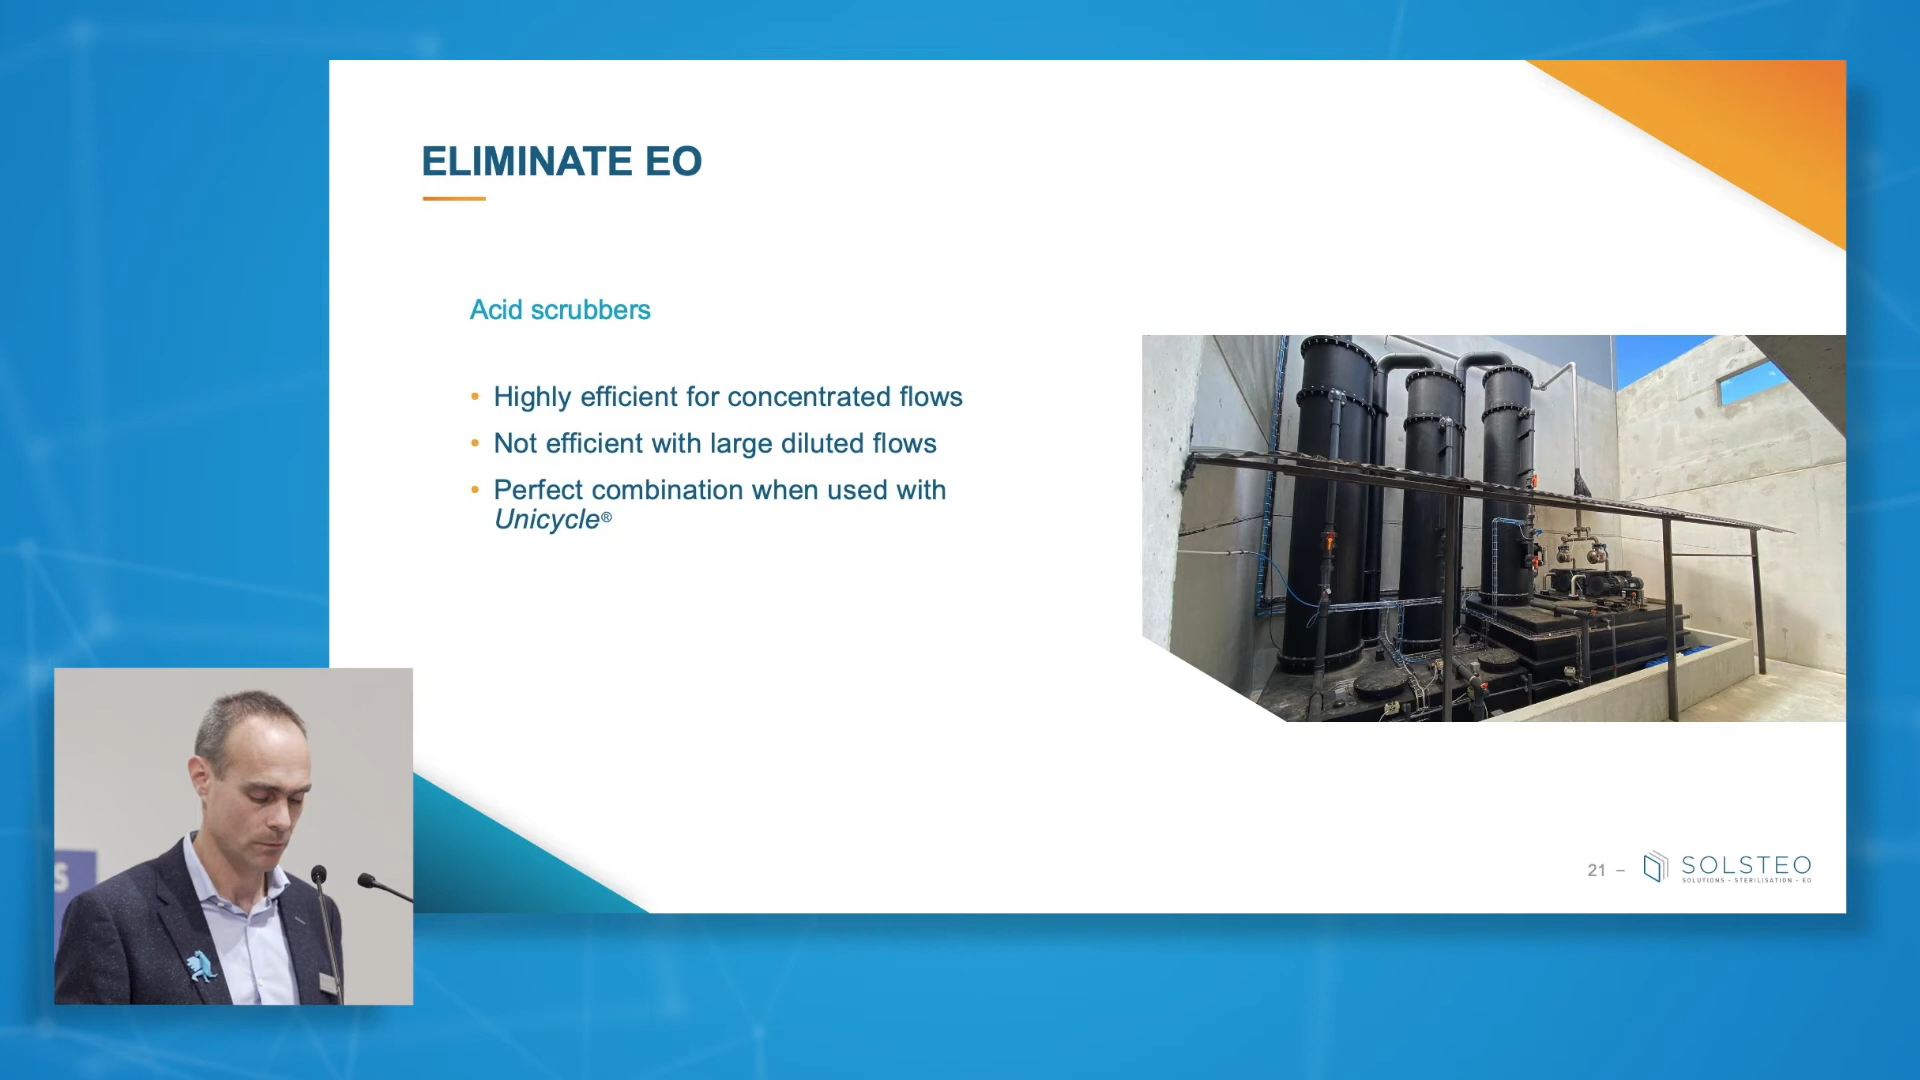 ELIMINATE EO
Acid scrubbers
• Highly efficient for concentrated flows
• Not efficient with large diluted flows
• Perfect combination when used with
Unicycle®
21 –
SOLSTEO
SOLUTIONS - STERILISATION - EO
S